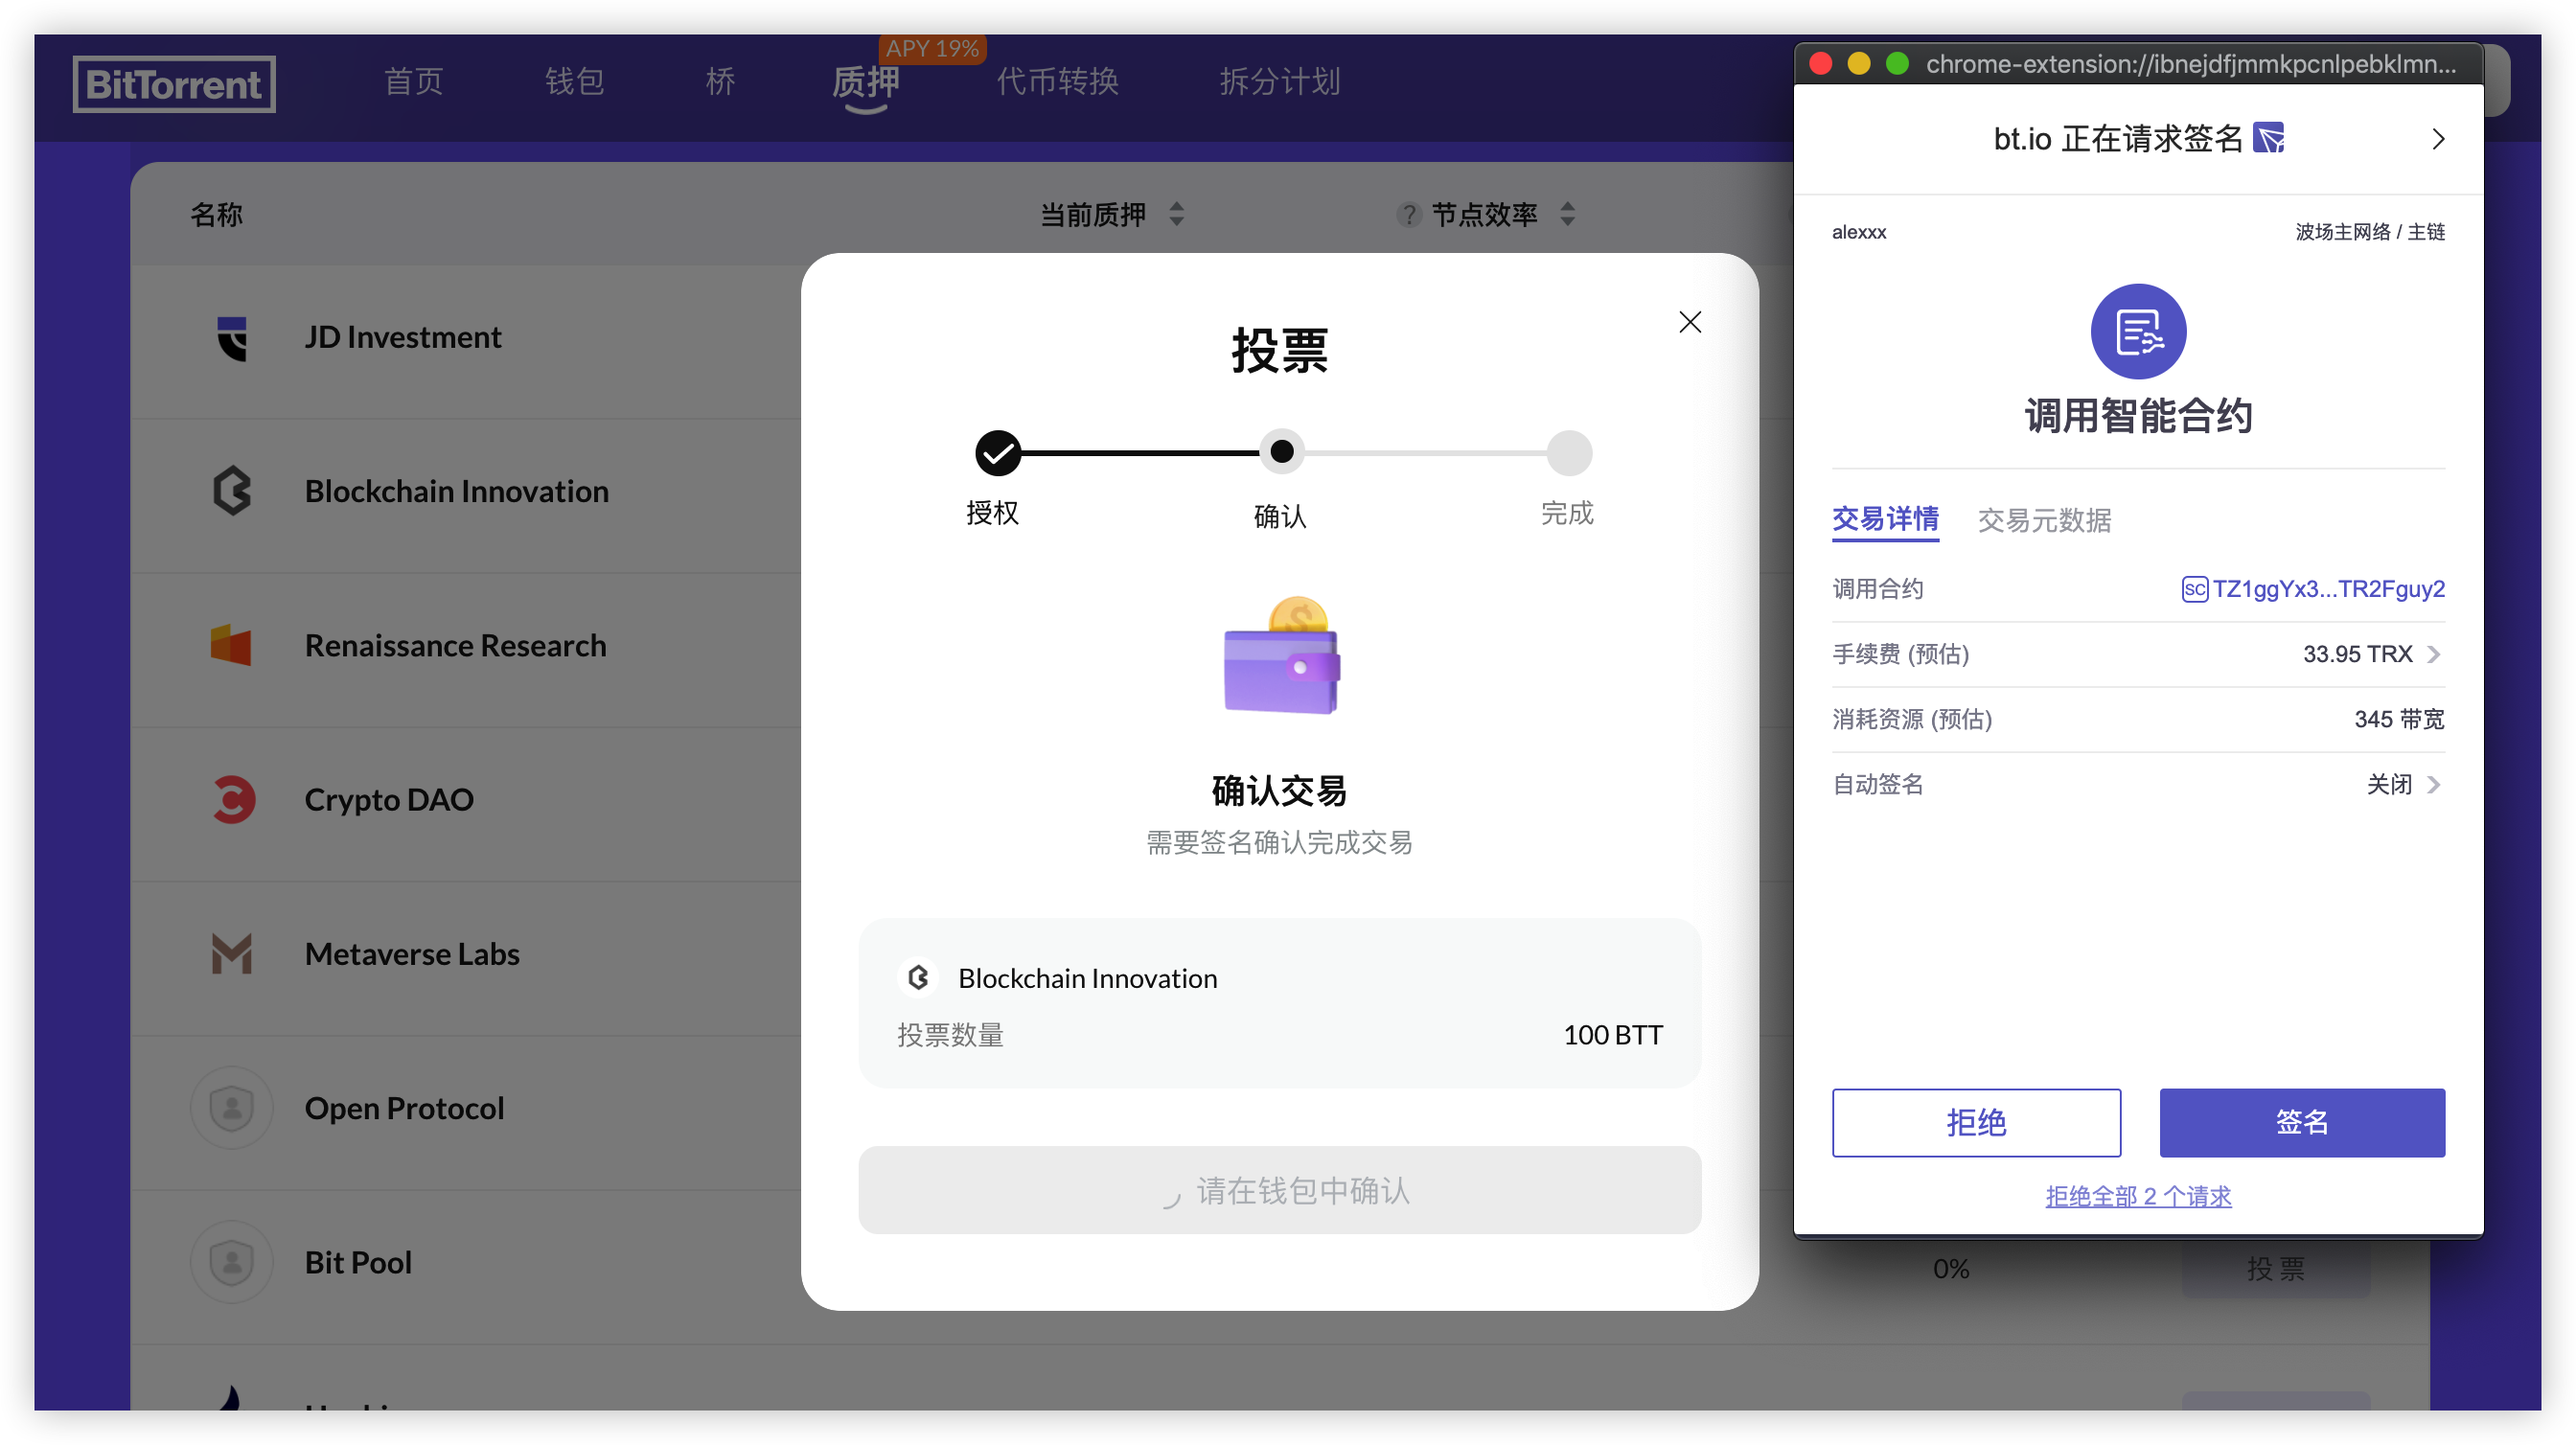 BitTorrent
首页
钱包
桥
质押
APY 19%
代币转换
拆分计划
名称
当前质押
? 节点效率
JD Investment
Blockchain Innovation
Renaissance Research
Crypto DAO
Metaverse Labs
Open Protocol
Bit Pool
0%
投票
投票
授权
确认
完成
确认交易
需要签名确认完成交易
Blockchain Innovation
投票数量 100 BTT
请在钱包中确认
chrome-extension://ibnejdfjmmkpcnlpebklmn...
bt.io 正在请求签名
alexxx 波场主网络 / 主链
调用智能合约
交易详情 交易元数据
调用合约 SC TZ1ggYx3...TR2Fguy2
手续费 (预估) 33.95 TRX
消耗资源 (预估) 345 带宽
自动签名 关闭
拒绝 签名
拒绝全部 2 个请求